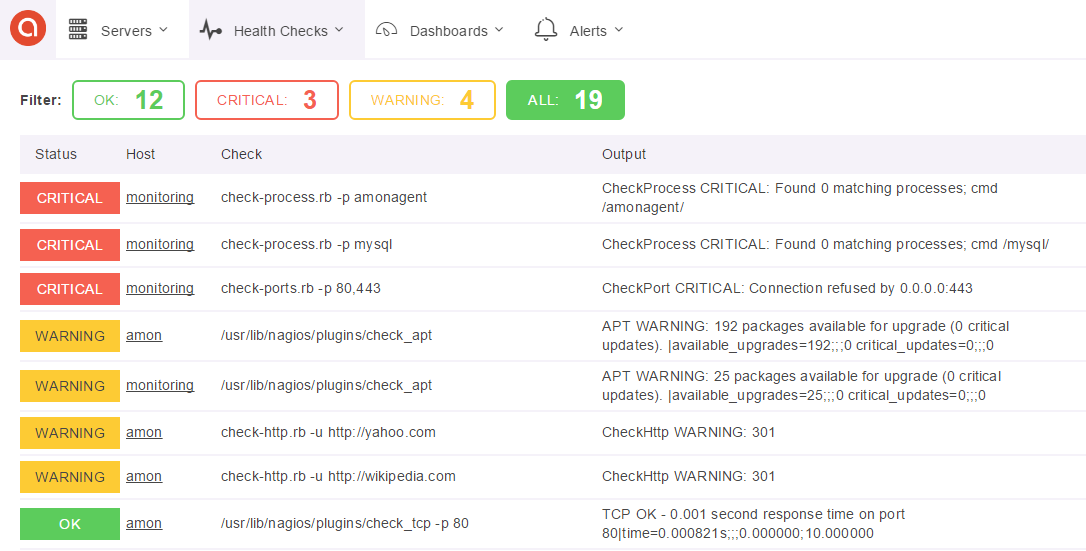 a Servers Health Checks Dashboards Alerts
Filter: OK: 12 CRITICAL: 3 WARNING: 4 ALL: 19
Status Host Check Output
CRITICAL monitoring check-process.rb -p amonagent CheckProcess CRITICAL: Found 0 matching processes; cmd
/amonagent/
CRITICAL monitoring check-process.rb -p mysql CheckProcess CRITICAL: Found 0 matching processes; cmd /mysql/
CRITICAL monitoring check-ports.rb -p 80,443 CheckPort CRITICAL: Connection refused by 0.0.0.0:443
WARNING amon /usr/lib/nagios/plugins/check_apt APT WARNING: 192 packages available for upgrade (0 critical
updates). |available_upgrades=192;;;0 critical_updates=0;;;0
WARNING monitoring /usr/lib/nagios/plugins/check_apt APT WARNING: 25 packages available for upgrade (0 critical
updates). |available_upgrades=25;;;0 critical_updates=0;;;0
WARNING amon check-http.rb -u http://yahoo.com CheckHttp WARNING: 301
WARNING amon check-http.rb -u http://wikipedia.com CheckHttp WARNING: 301
OK amon /usr/lib/nagios/plugins/check_tcp -p 80 TCP OK - 0.001 second response time on port
80|time=0.000821s;;;0.000000;10.000000